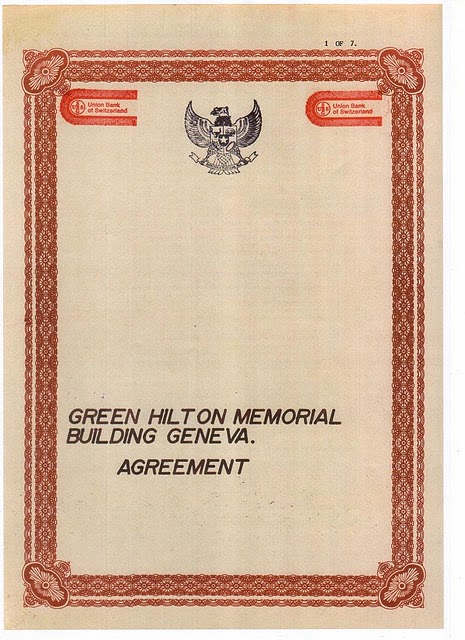 1 OF 7.
Union Bank
of Switzerland
Union Bank
of Switzerland
GREEN HILTON MEMORIAL
BUILDING GENEVA.
AGREEMENT